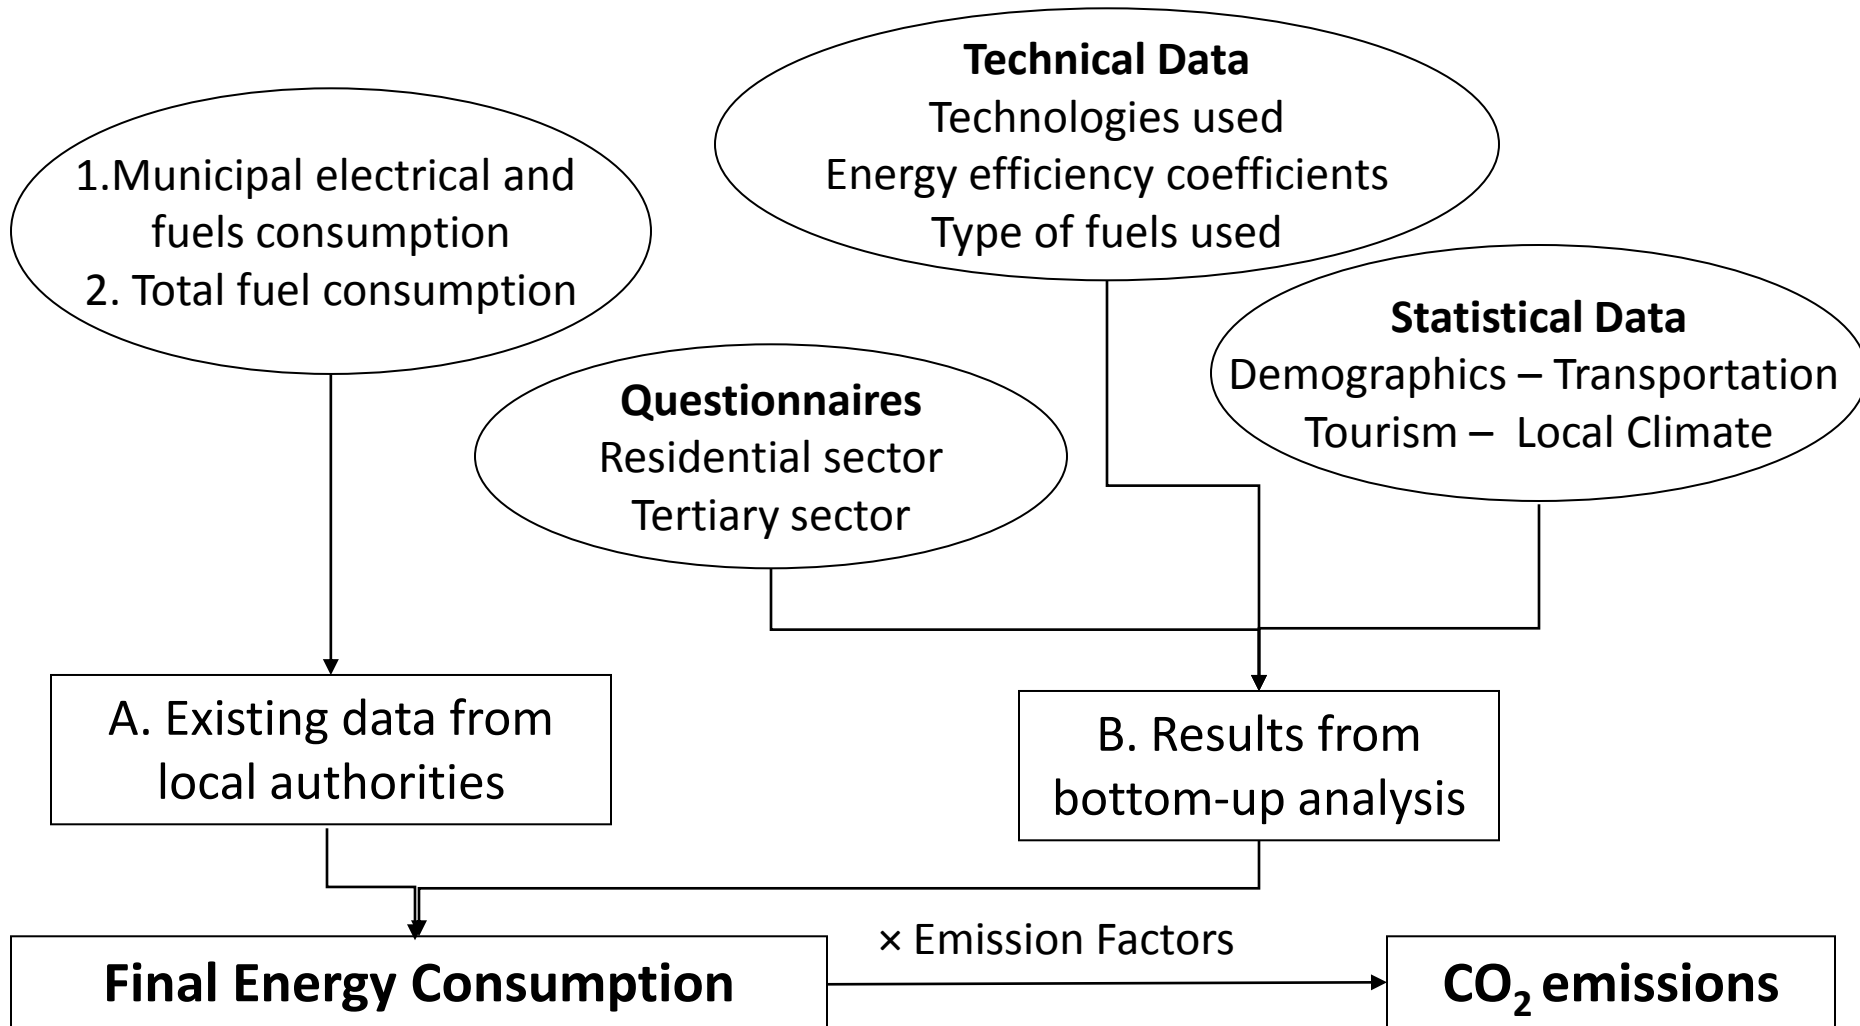 Technical Data
Technologies used
Energy efficiency coefficients
Type of fuels used
1.Municipal electrical and
fuels consumption
2. Total fuel consumption
Statistical Data
Demographics – Transportation
Tourism – Local Climate
Questionnaires
Residential sector
Tertiary sector
A. Existing data from
local authorities
B. Results from
bottom-up analysis
× Emission Factors
Final Energy Consumption
CO₂ emissions